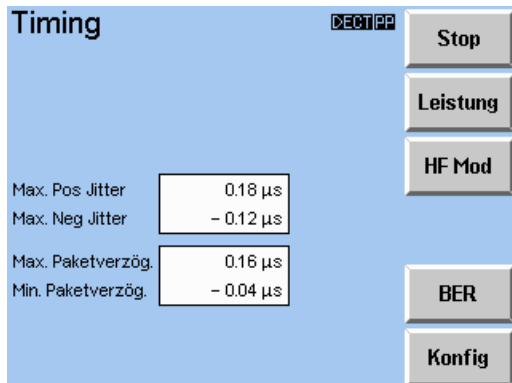 Timing
DECT PP
Stop
Leistung
HF Mod
Max. Pos Jitter 0.18 µs
Max. Neg Jitter – 0.12 µs
Max. Paketverzög. 0.16 µs
Min. Paketverzög. – 0.04 µs
BER
Konfig